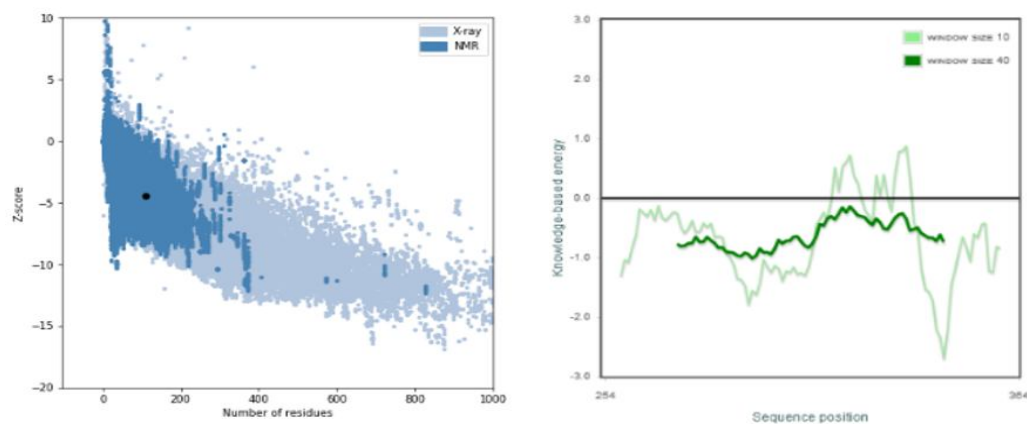 10
5
0
−5
−10
−15
−20
Z-score
0
200
400
600
800
1000
Number of residues
X-ray
NMR
3.0
2.0
1.0
0.0
-1.0
-2.0
-3.0
Knowledge-based energy
WINDOW SIZE 10
WINDOW SIZE 40
254
364
Sequence position